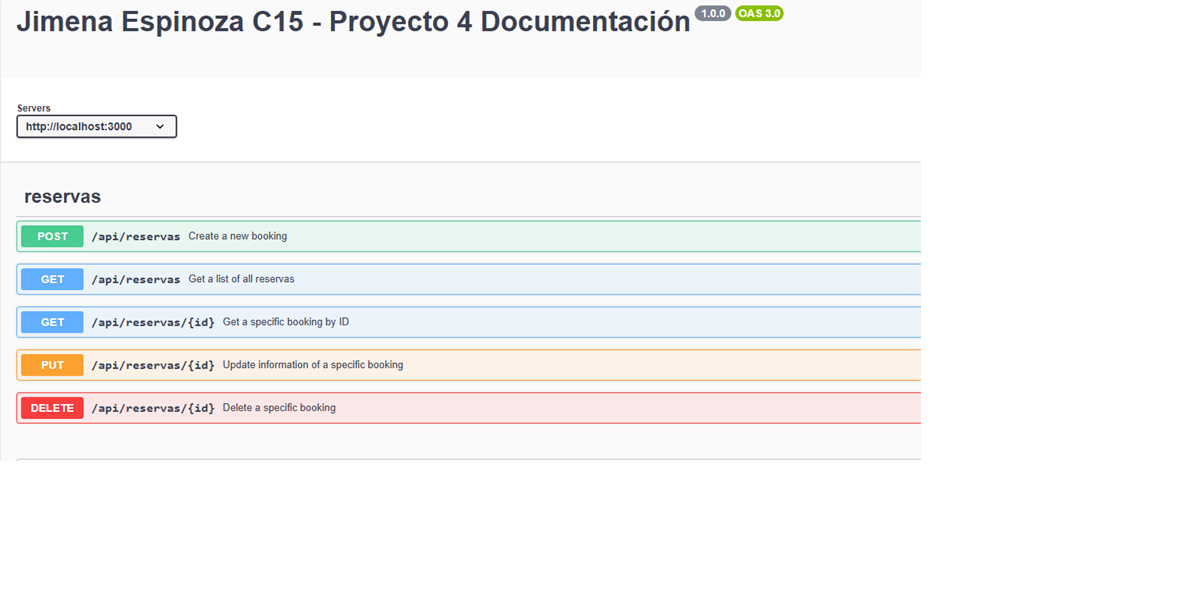 Jimena Espinoza C15 - Proyecto 4 Documentación 1.0.0 OAS 3.0
Servers
http://localhost:3000
reservas
POST /api/reservas Create a new booking
GET /api/reservas Get a list of all reservas
GET /api/reservas/{id} Get a specific booking by ID
PUT /api/reservas/{id} Update information of a specific booking
DELETE /api/reservas/{id} Delete a specific booking